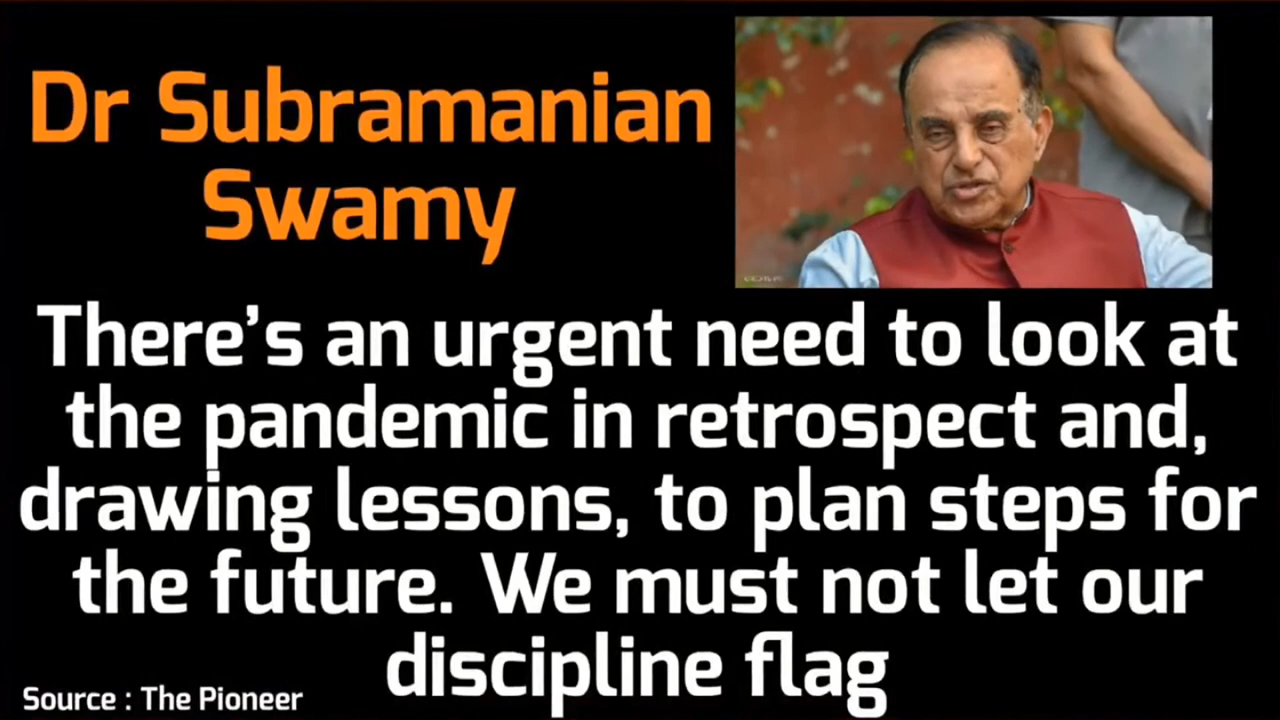 Dr Subramanian
Swamy
There's an urgent need to look at
the pandemic in retrospect and,
drawing lessons, to plan steps for
the future. We must not let our
discipline flag
Source : The Pioneer